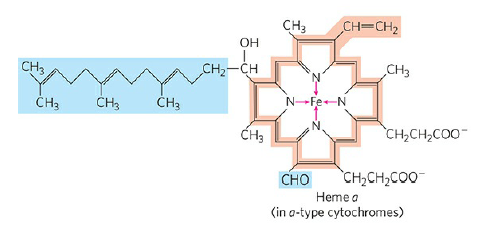 CH₃
CH=CH₂
OH
CH₃
CH₂
CH
CH₃
N
CH₃
CH₃
CH₃
N
Fe
N
N
CH₃
CH₂CH₂COO⁻
CHO
CH₂CH₂COO⁻
Heme a
(in a-type cytochromes)